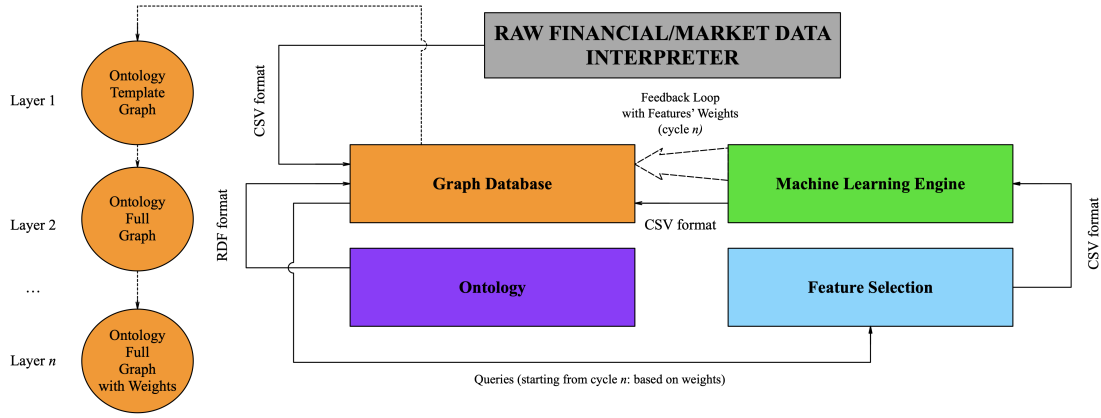 RAW FINANCIAL/MARKET DATA
INTERPRETER
Ontology
Template
Graph
Layer 1
CSV format
Feedback Loop
with Features’ Weights
(cycle n)
Graph Database
Machine Learning Engine
Ontology
Full
Graph
Layer 2
RDF format
CSV format
CSV format
Ontology
Feature Selection
…
Ontology
Full
Graph
with Weights
Layer n
Queries (starting from cycle n: based on weights)